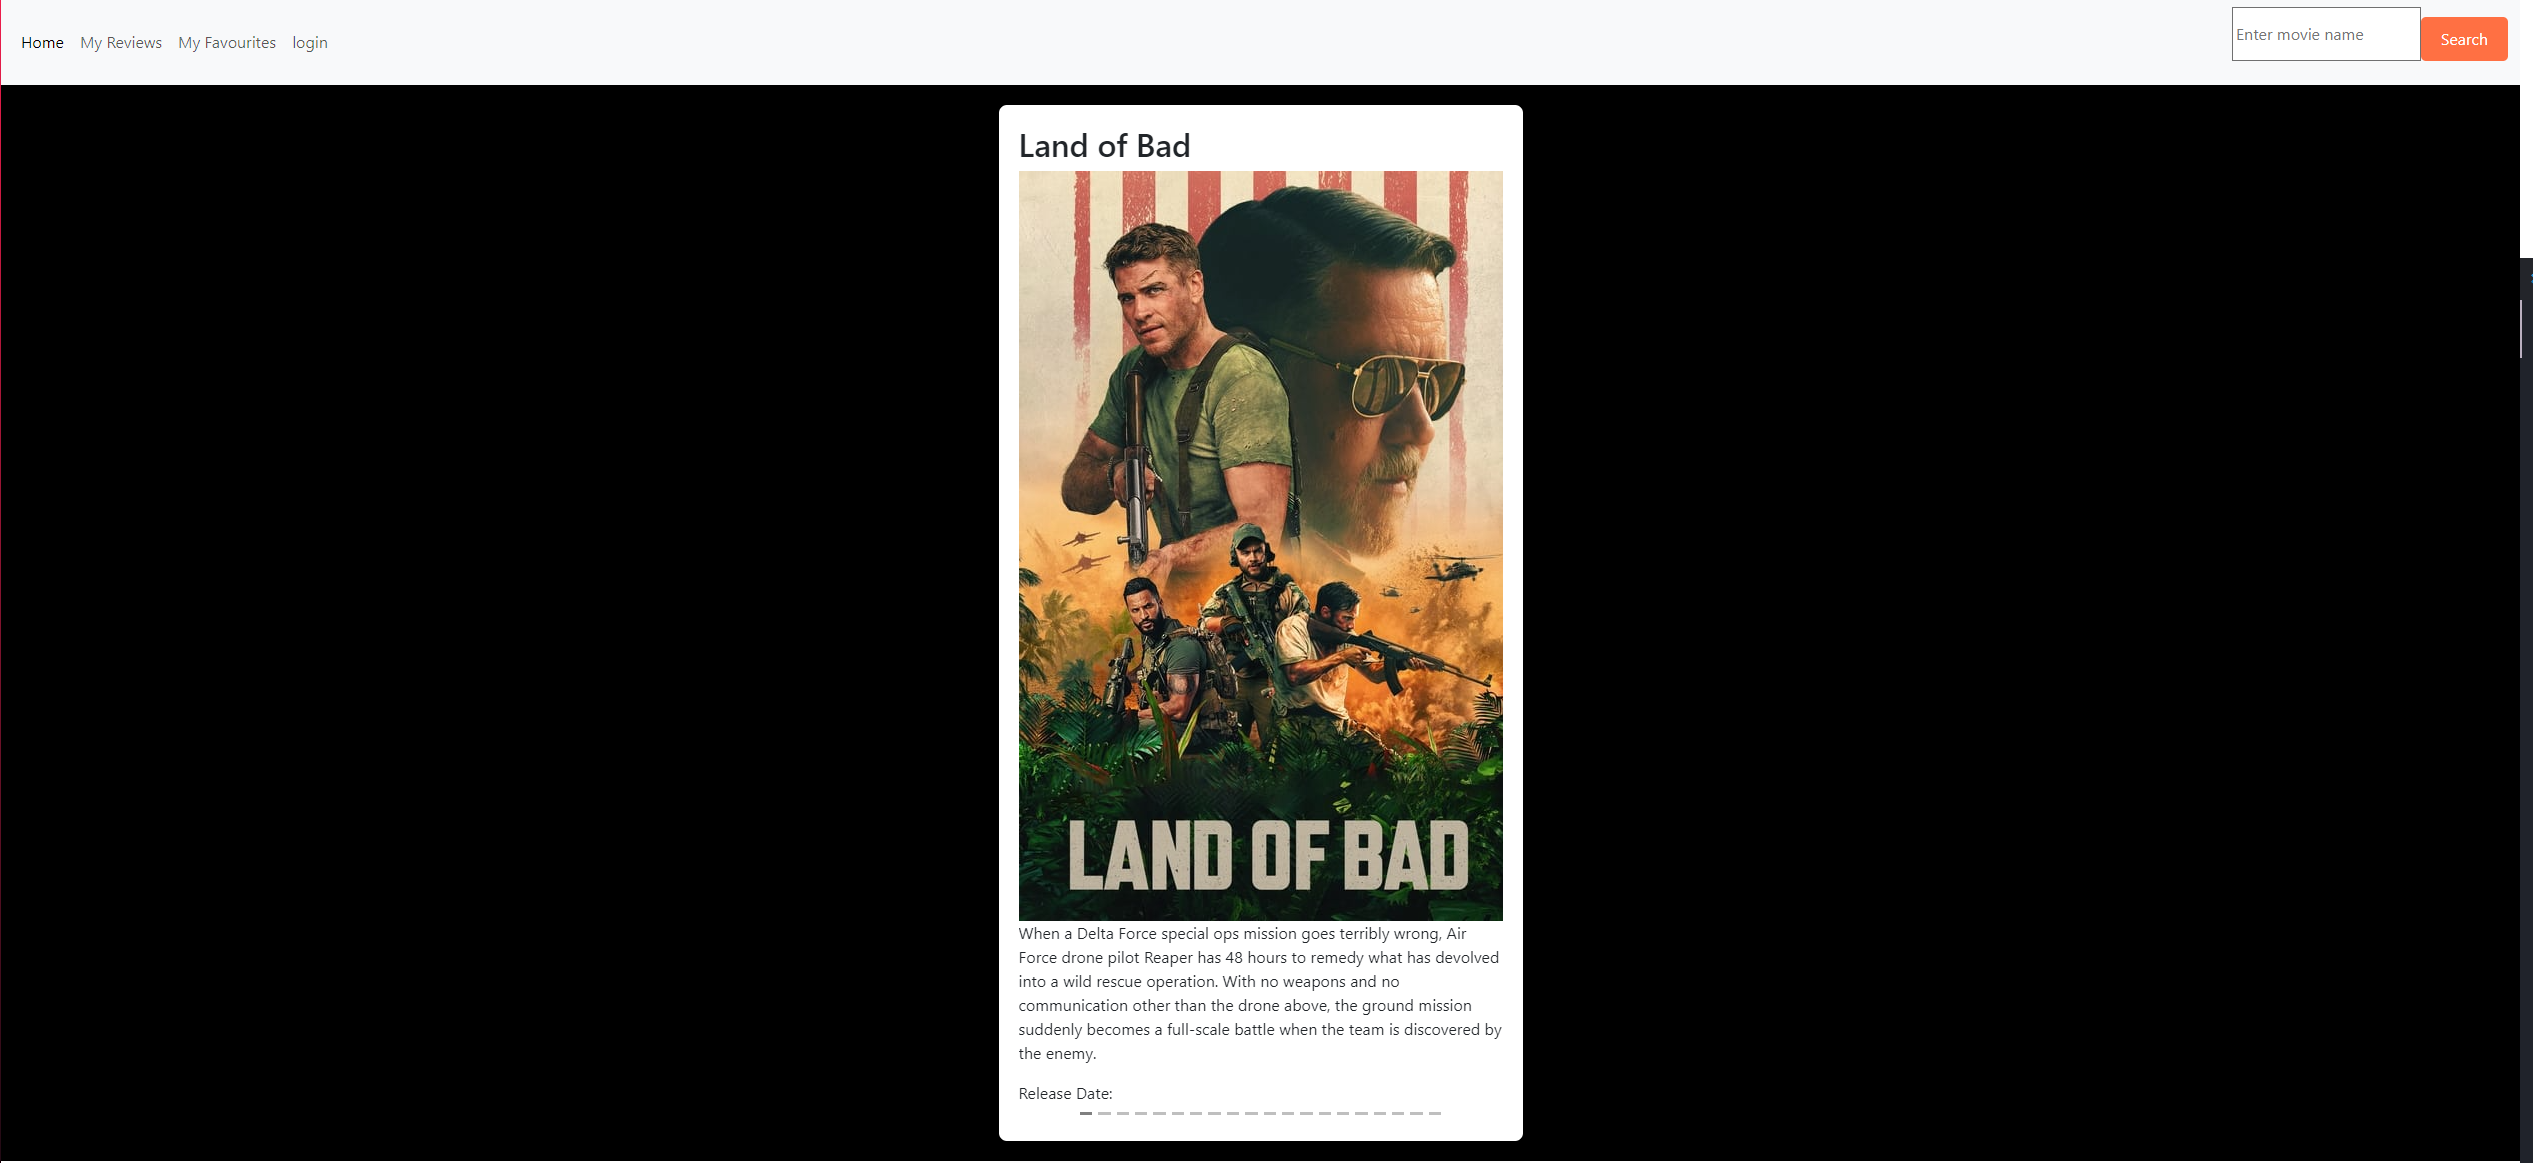 Home My Reviews My Favourites login
Enter movie name Search
Land of Bad
LAND OF BAD
When a Delta Force special ops mission goes terribly wrong, Air
Force drone pilot Reaper has 48 hours to remedy what has devolved
into a wild rescue operation. With no weapons and no
communication other than the drone above, the ground mission
suddenly becomes a full-scale battle when the team is discovered by
the enemy.
Release Date: